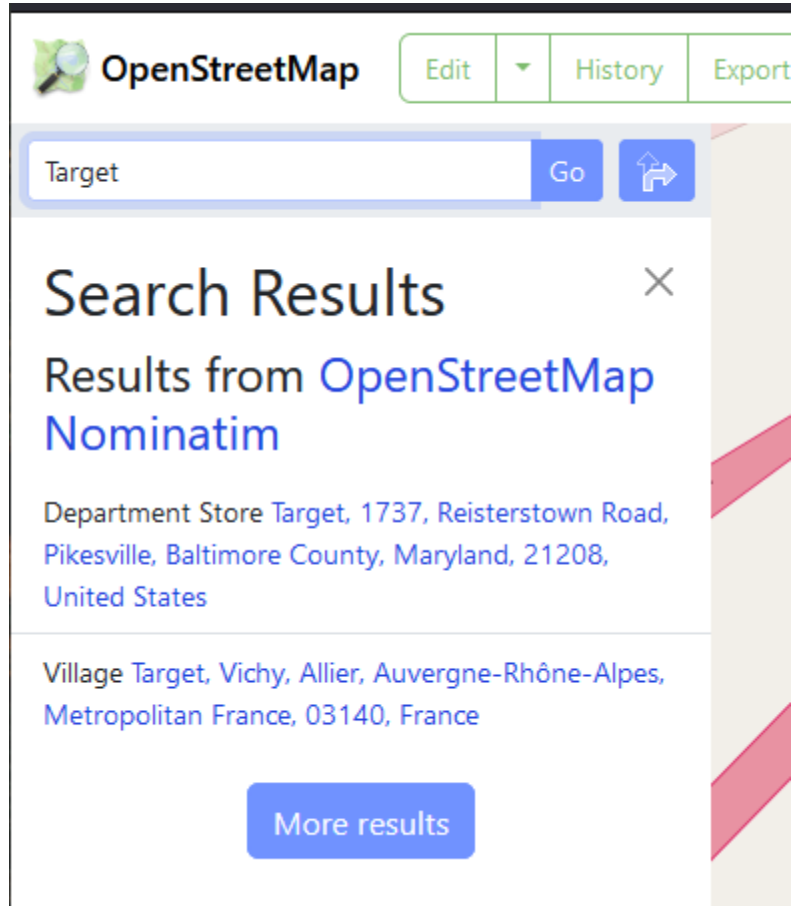 OpenStreetMap
Edit
History
Export
Target
Go
Search Results
Results from OpenStreetMap
Nominatim
Department Store Target, 1737, Reisterstown Road,
Pikesville, Baltimore County, Maryland, 21208,
United States
Village Target, Vichy, Allier, Auvergne-Rhône-Alpes,
Metropolitan France, 03140, France
More results